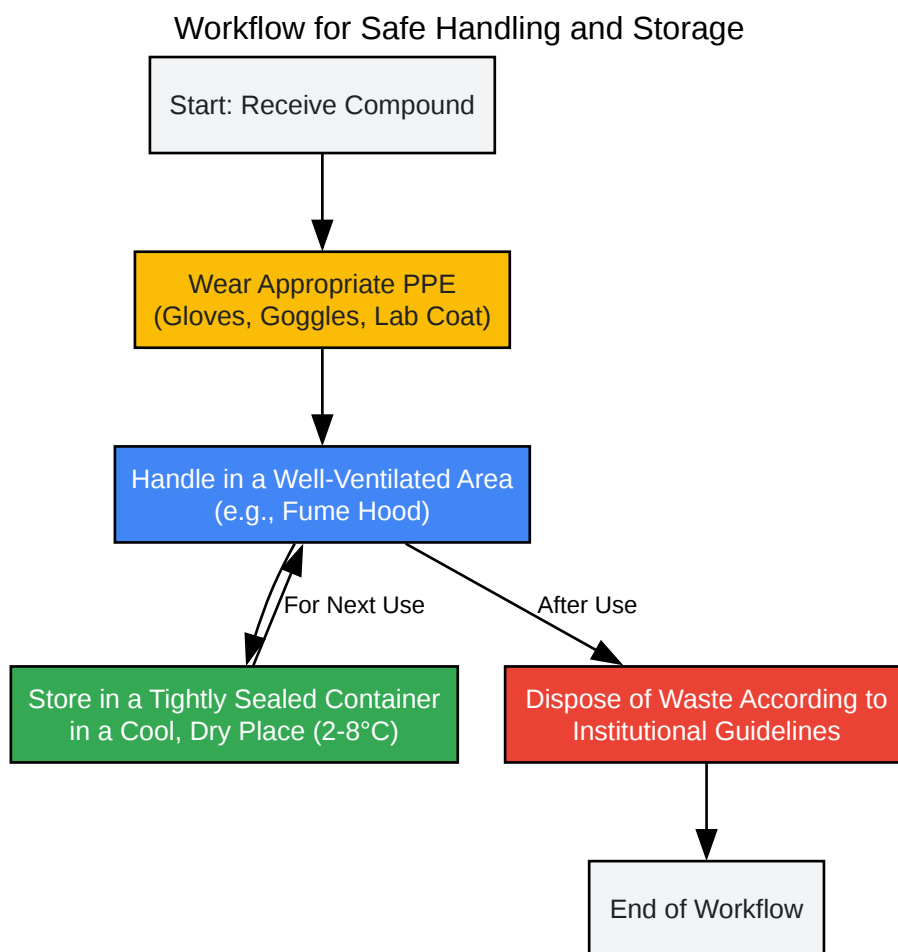 Workflow for Safe Handling and Storage
Start: Receive Compound
Wear Appropriate PPE
(Gloves, Goggles, Lab Coat)
Handle in a Well-Ventilated Area
(e.g., Fume Hood)
For Next Use
After Use
Store in a Tightly Sealed Container
in a Cool, Dry Place (2-8°C)
Dispose of Waste According to
Institutional Guidelines
End of Workflow